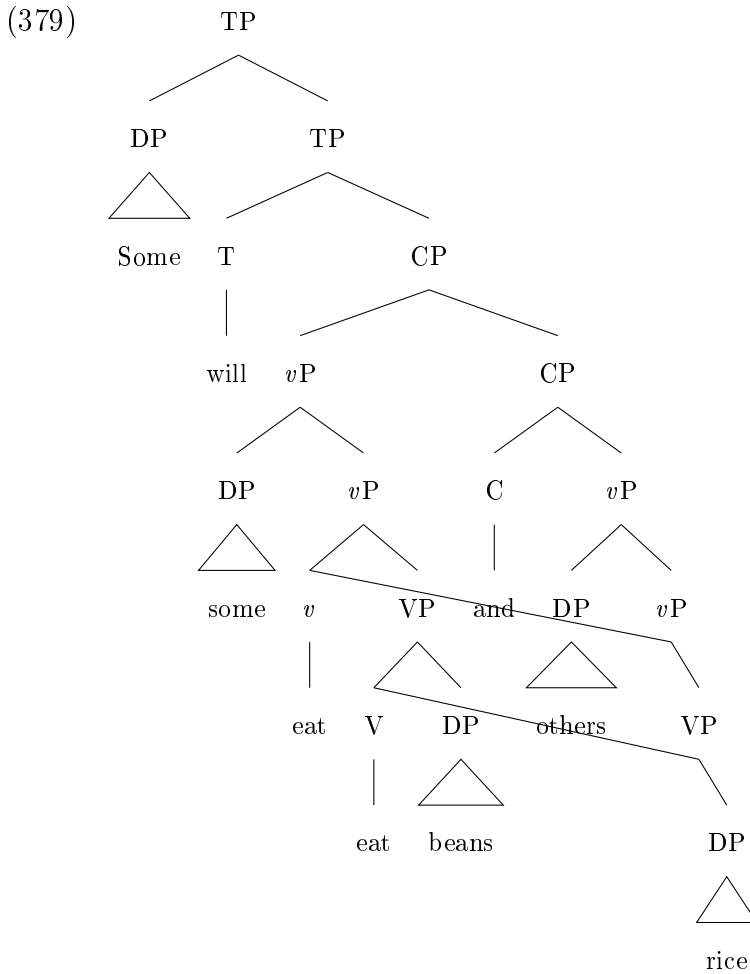 (379) TP
DP TP
Some T CP
will vP CP
DP vP C vP
some v VP and DP vP
eat V DP others VP
eat beans DP
rice